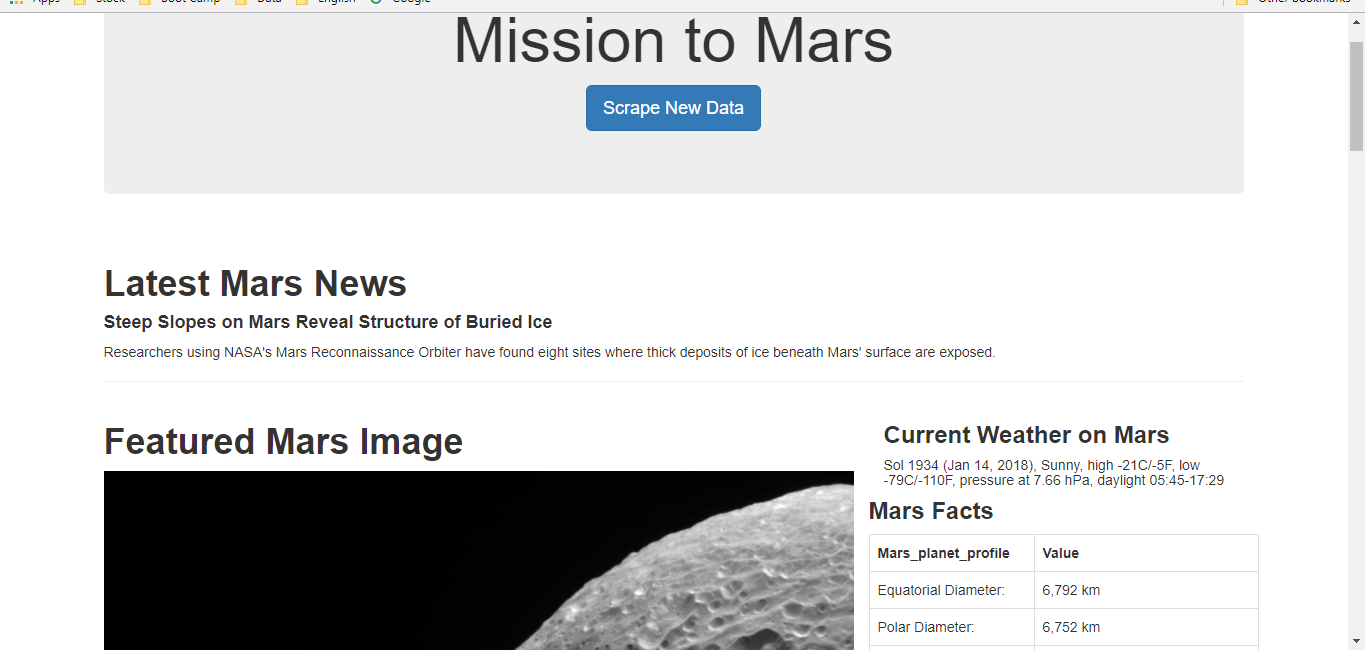 Apps Stock Boot Camp Data English Google Other bookmarks
Mission to Mars
Scrape New Data
Latest Mars News
Steep Slopes on Mars Reveal Structure of Buried Ice
Researchers using NASA's Mars Reconnaissance Orbiter have found eight sites where thick deposits of ice beneath Mars' surface are exposed.
Featured Mars Image
Current Weather on Mars
Sol 1934 (Jan 14, 2018), Sunny, high -21C/-5F, low
-79C/-110F, pressure at 7.66 hPa, daylight 05:45-17:29
Mars Facts
Mars_planet_profile Value
Equatorial Diameter: 6,792 km
Polar Diameter: 6,752 km